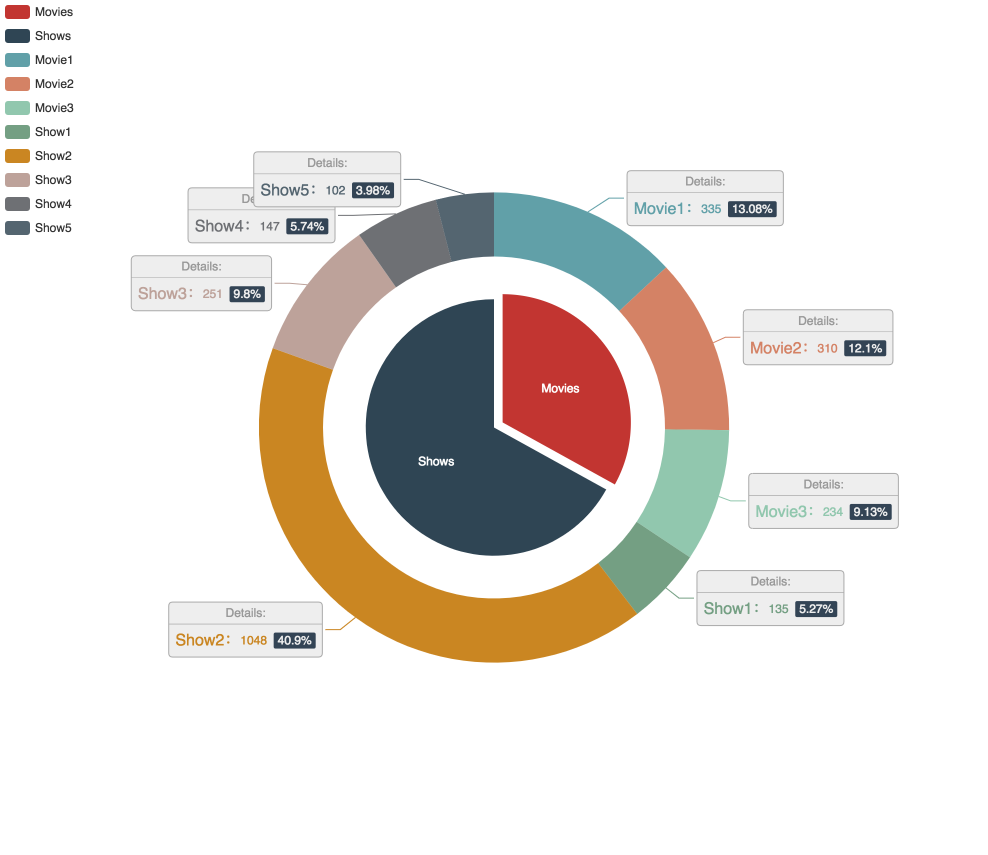 Movies
Shows
Movie1
Movie2
Movie3
Show1
Show2
Show3
Show4
Show5
Details:
Show5: 102 3.98%
Details:
Movie1: 335 13.08%
De
Show4: 147 5.74%
Details:
Show3: 251 9.8%
Details:
Movie2: 310 12.1%
Movies
Shows
Details:
Movie3: 234 9.13%
Details:
Show1: 135 5.27%
Details:
Show2: 1048 40.9%